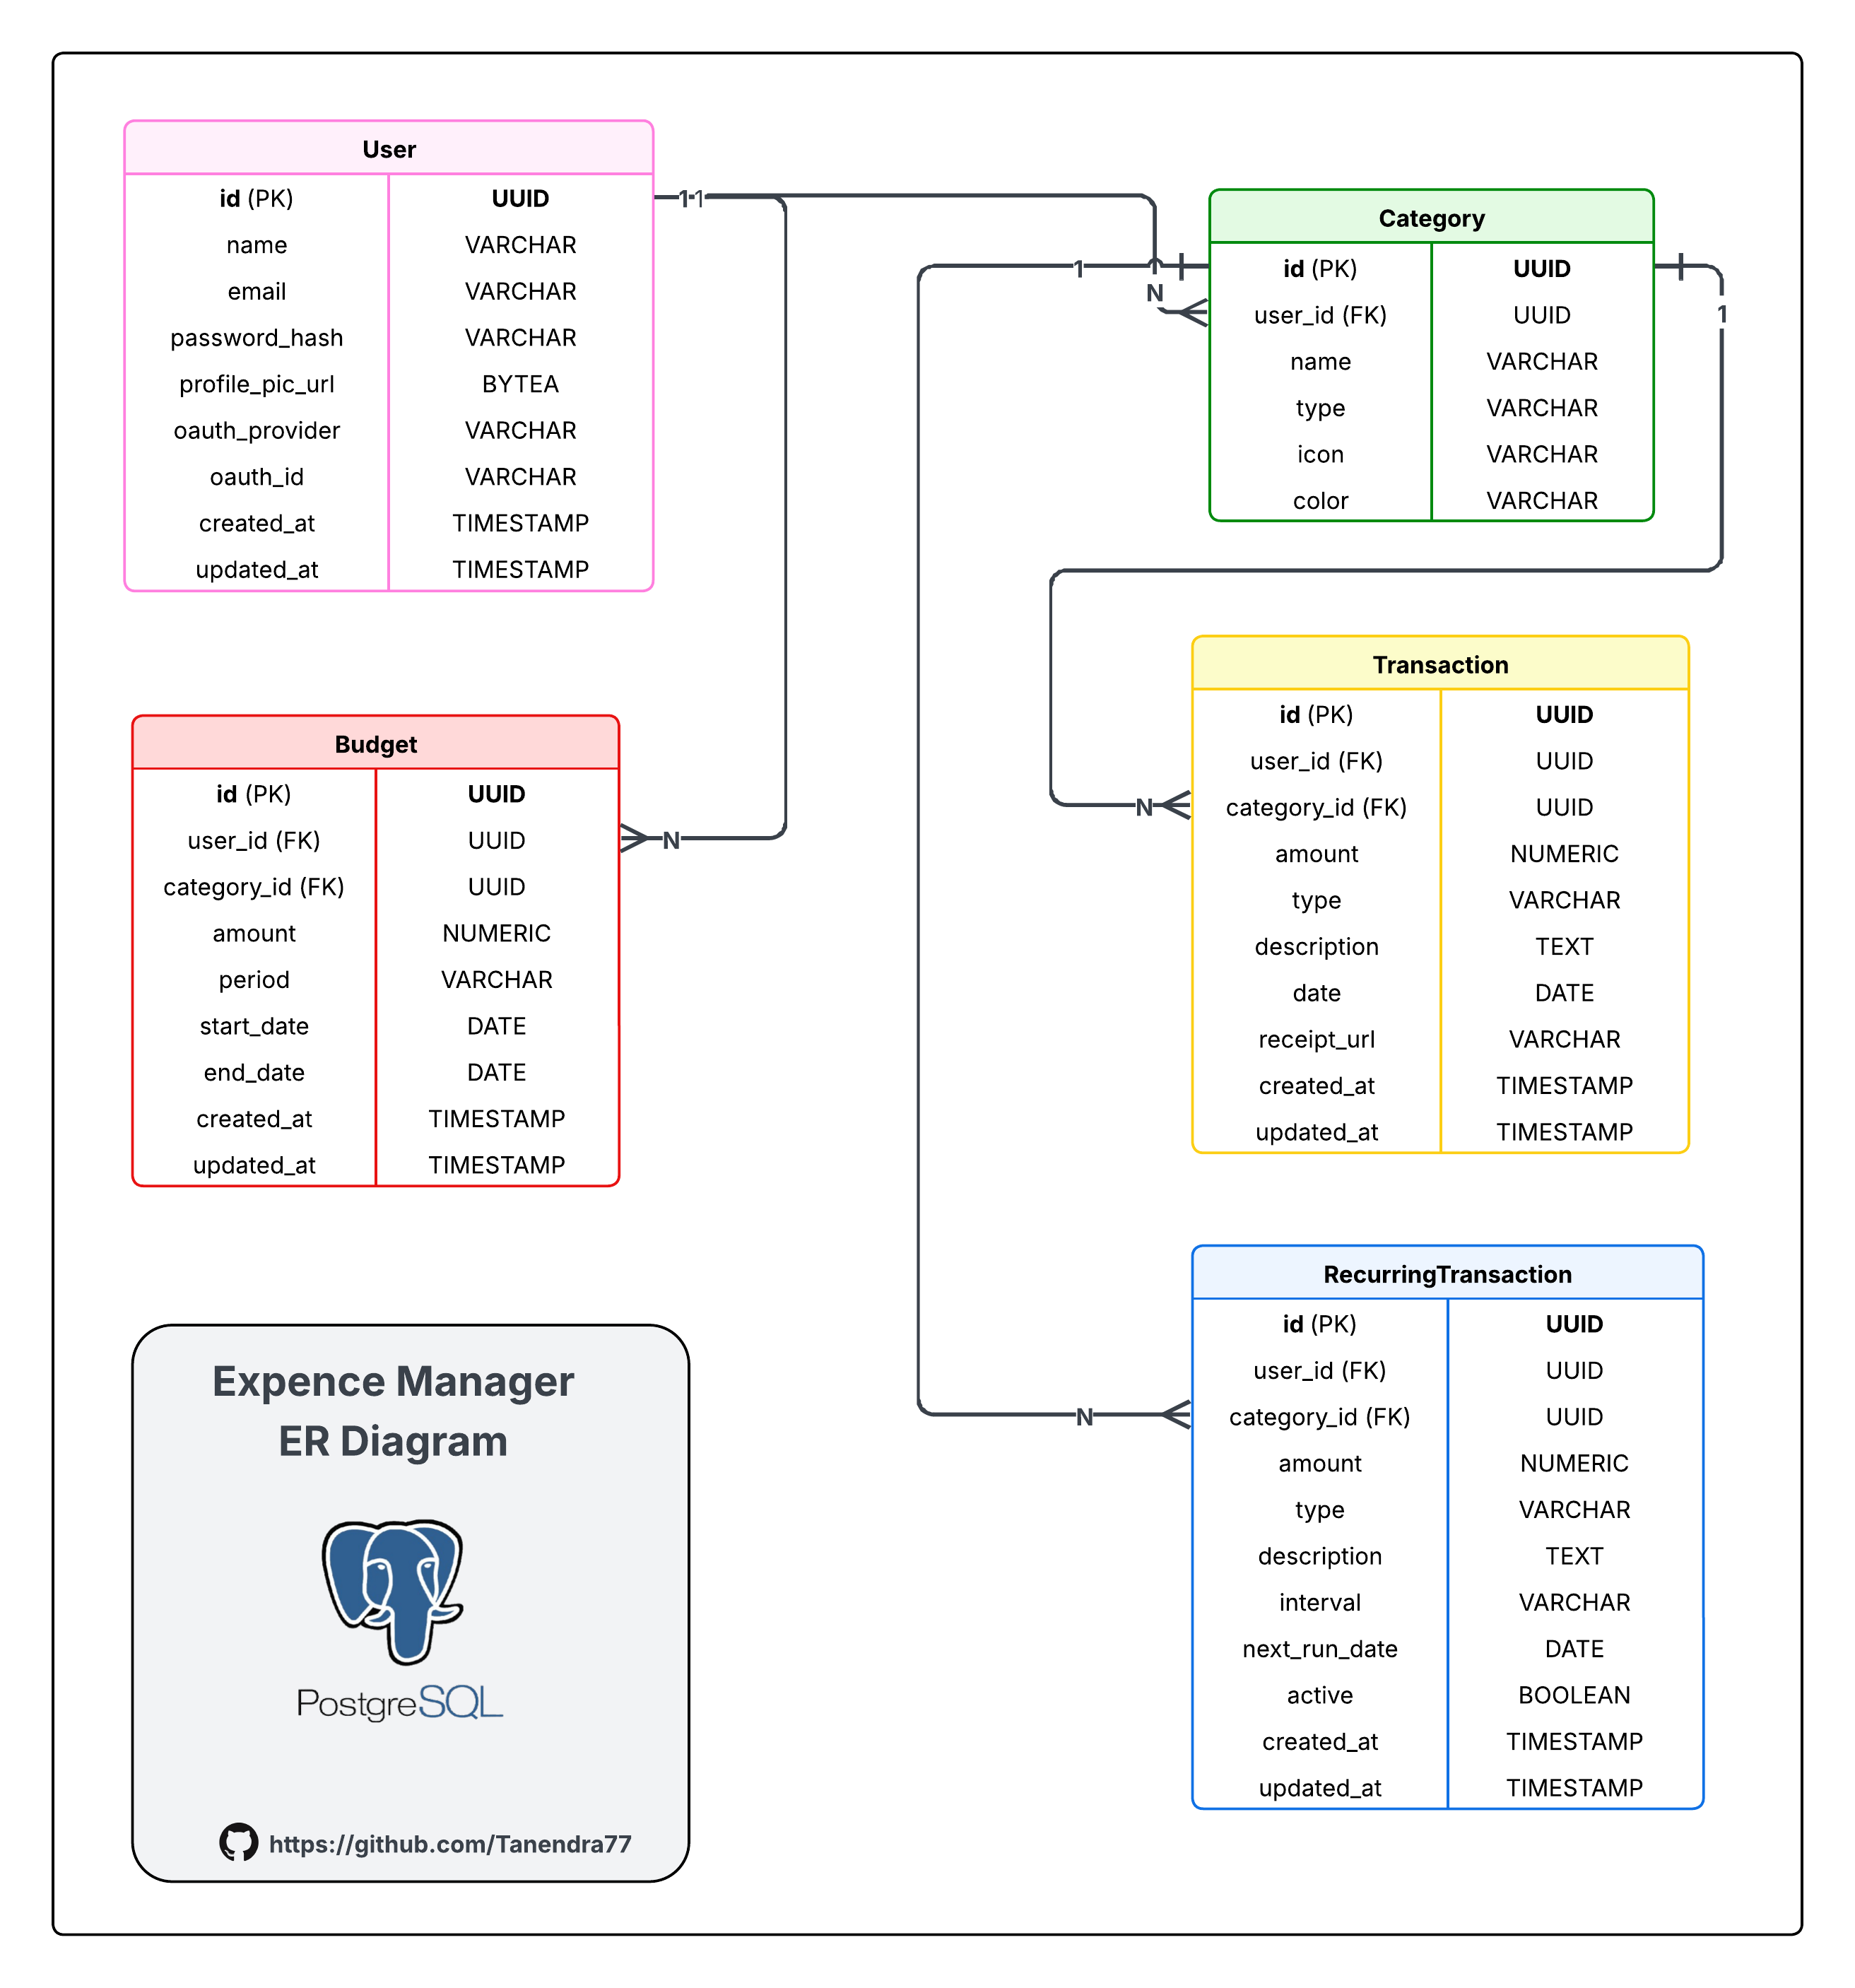 User
id (PK) UUID
name VARCHAR
email VARCHAR
password_hash VARCHAR
profile_pic_url BYTEA
oauth_provider VARCHAR
oauth_id VARCHAR
created_at TIMESTAMP
updated_at TIMESTAMP
1 1
Category
id (PK) UUID
user_id (FK) UUID
name VARCHAR
type VARCHAR
icon VARCHAR
color VARCHAR
1
N
1
Budget
id (PK) UUID
user_id (FK) UUID
category_id (FK) UUID
amount NUMERIC
period VARCHAR
start_date DATE
end_date DATE
created_at TIMESTAMP
updated_at TIMESTAMP
N
Transaction
id (PK) UUID
user_id (FK) UUID
category_id (FK) UUID
amount NUMERIC
type VARCHAR
description TEXT
date DATE
receipt_url VARCHAR
created_at TIMESTAMP
updated_at TIMESTAMP
N
RecurringTransaction
id (PK) UUID
user_id (FK) UUID
category_id (FK) UUID
amount NUMERIC
type VARCHAR
description TEXT
interval VARCHAR
next_run_date DATE
active BOOLEAN
created_at TIMESTAMP
updated_at TIMESTAMP
N
Expence Manager
ER Diagram
PostgreSQL
https://github.com/Tanendra77